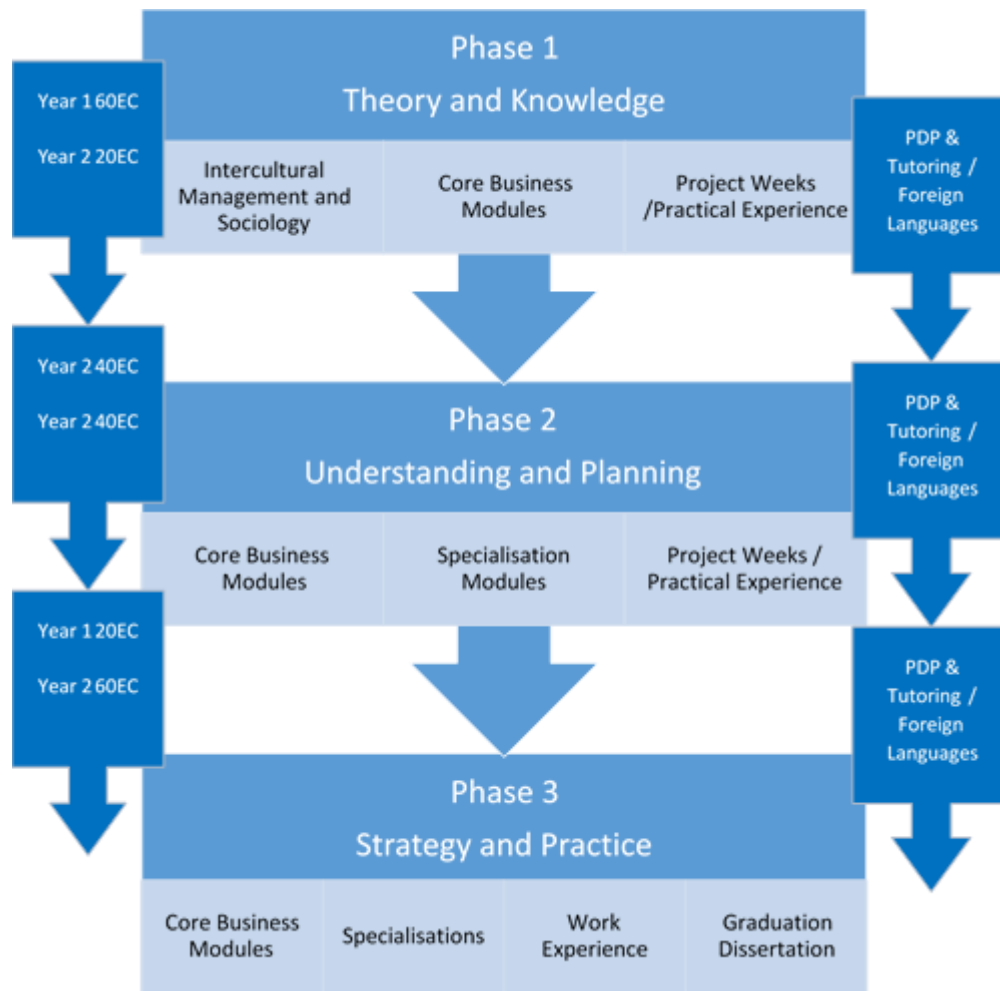 Phase 1
Theory and Knowledge
Year 1 60EC
Year 2 20EC
Intercultural
Management and
Sociology
Core Business
Modules
Project Weeks
/Practical Experience
PDP &
Tutoring /
Foreign
Languages
Year 2 40EC
Year 2 40EC
Phase 2
Understanding and Planning
PDP &
Tutoring /
Foreign
Languages
Core Business
Modules
Specialisation
Modules
Project Weeks /
Practical Experience
Year 1 20EC
Year 2 60EC
PDP &
Tutoring /
Foreign
Languages
Phase 3
Strategy and Practice
Core Business
Modules
Specialisations
Work
Experience
Graduation
Dissertation